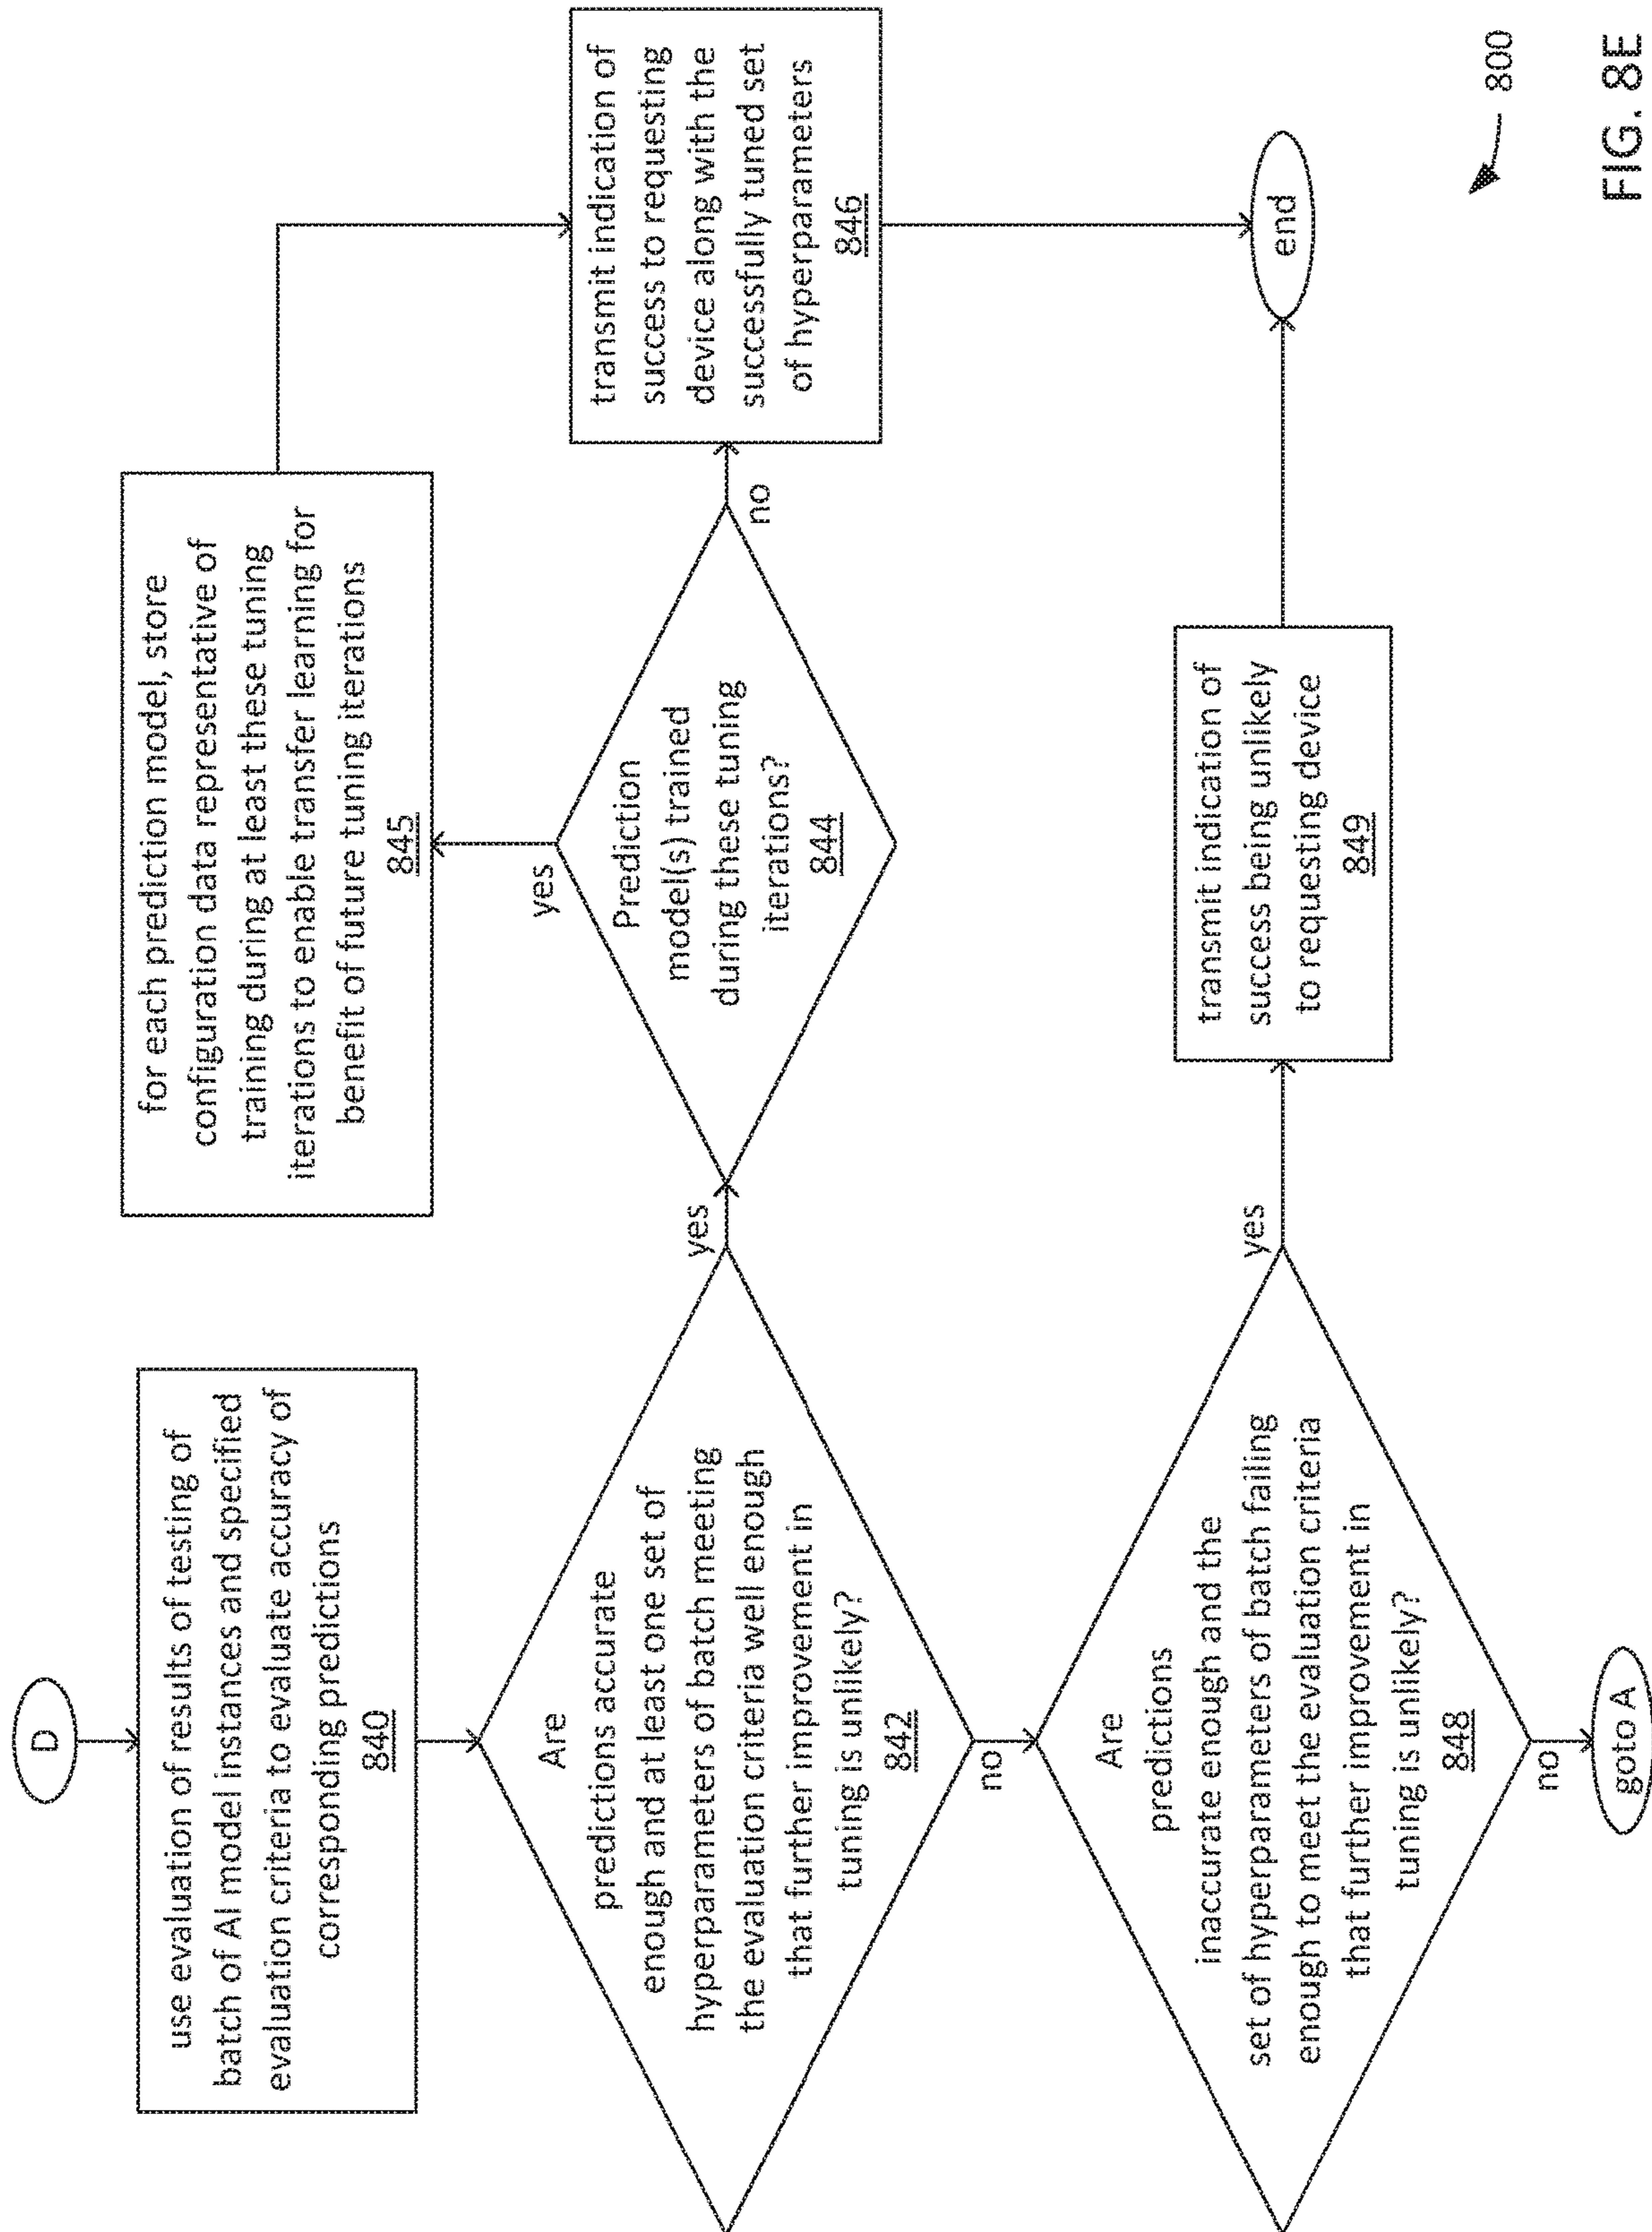 D
use evaluation of results of testing of
batch of AI model instances and specified
evaluation criteria to evaluate accuracy of
corresponding predictions
840
Are
predictions accurate
enough and at least one set of
hyperparameters of batch meeting
the evaluation criteria well enough
that further improvement in
tuning is unlikely?
842
yes
no
Prediction
model(s) trained
during these tuning
iterations?
844
yes
no
for each prediction model, store
configuration data representative of
training during at least these tuning
iterations to enable transfer learning for
benefit of future tuning iterations
845
transmit indication of
success to requesting
device along with the
successfully tuned set
of hyperparameters
846
Are
predictions
inaccurate enough and the
set of hyperparameters of batch failing
enough to meet the evaluation criteria
that further improvement in
tuning is unlikely?
848
yes
no
transmit indication of
success being unlikely
to requesting device
849
end
goto A
800
FIG. 8E